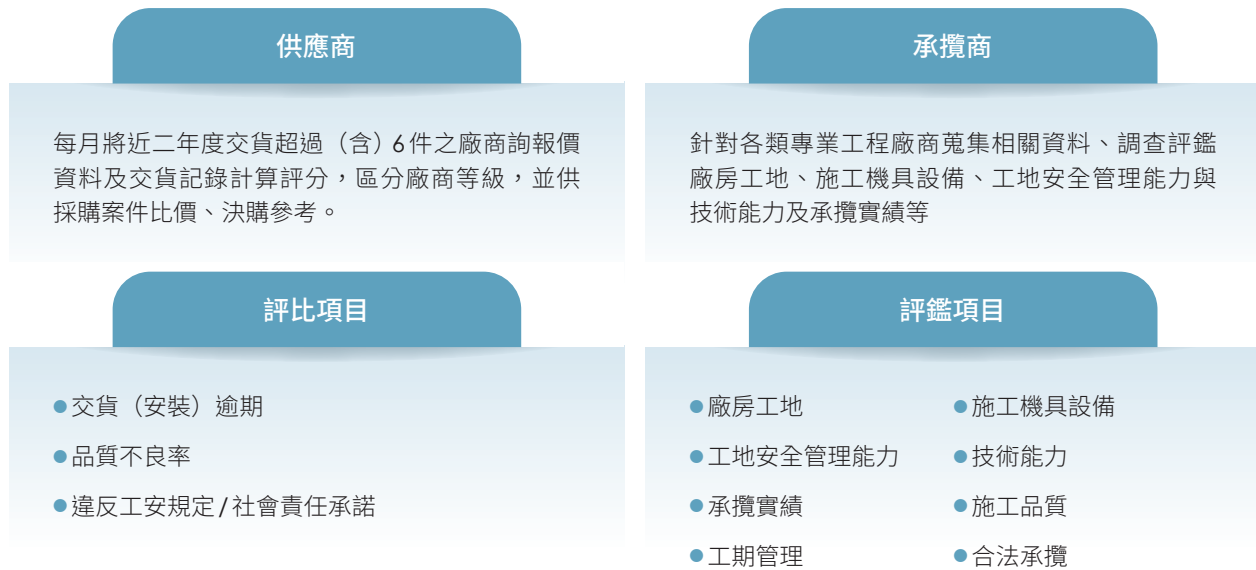 供應商
每月將近二年度交貨超過（含）6件之廠商詢報價
資料及交貨記錄計算評分，區分廠商等級，並供
採購案件比價、決購參考。
承攬商
針對各類專業工程廠商蒐集相關資料、調查評鑑
廠房工地、施工機具設備、工地安全管理能力與
技術能力及承攬實績等
評比項目
●交貨（安裝）逾期
●品質不良率
●違反工安規定/社會責任承諾
評鑑項目
●廠房工地
●施工機具設備
●工地安全管理能力
●技術能力
●承攬實績
●施工品質
●工期管理
●合法承攬